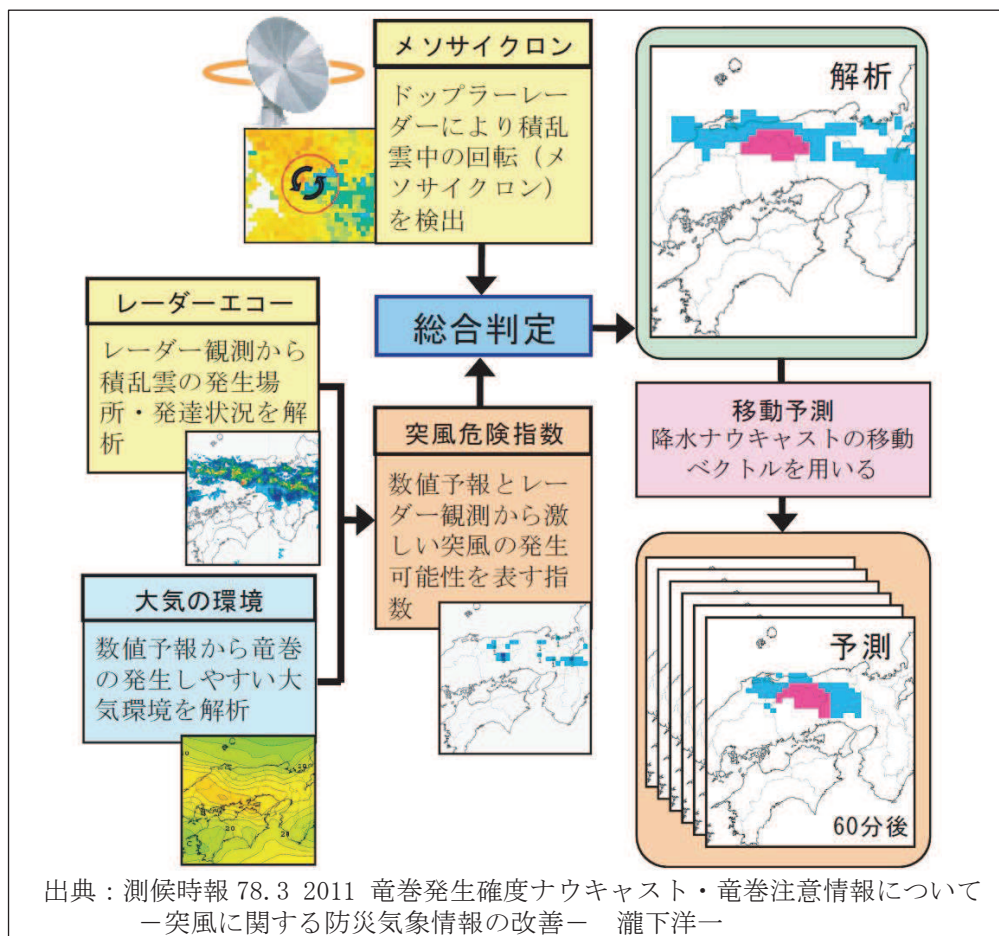 メソサイクロン
ドップラーレー
ダーにより積乱
雲中の回転（メ
ソサイクロン）
を検出
解析
レーダーエコー
レーダー観測から
積乱雲の発生場
所・発達状況を解
析
総合判定
突風危険指数
数値予報とレー
ダー観測から激
しい突風の発生
可能性を表す指
数
移動予測
降水ナウキャストの移動
ベクトルを用いる
大気の環境
数値予報から竜巻
の発生しやすい大
気環境を解析
20
予測
60分後
出典：測候時報 78.3 2011 竜巻発生確度ナウキャスト・竜巻注意情報について
－突風に関する防災気象情報の改善－ 瀧下洋一